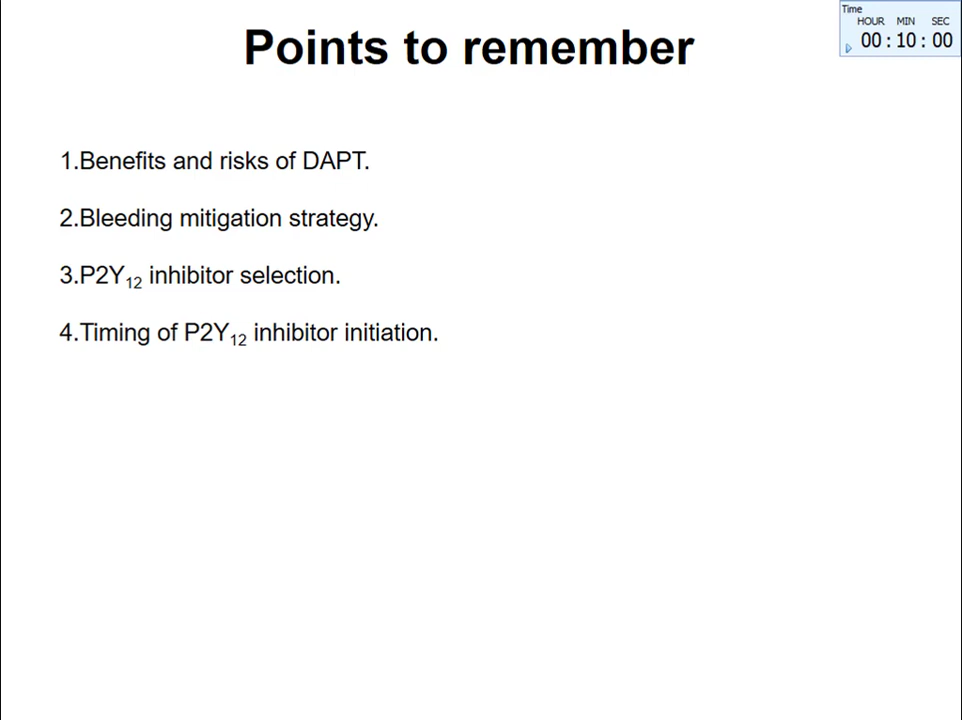 Points to remember
Time
HOUR MIN SEC
00 : 10 : 00
1.Benefits and risks of DAPT.
2.Bleeding mitigation strategy.
3.P2Y₁₂ inhibitor selection.
4.Timing of P2Y₁₂ inhibitor initiation.